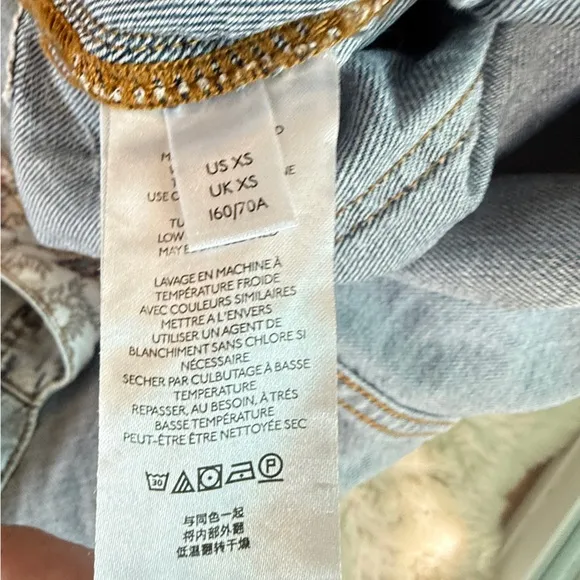 US XS
UK XS
160/70A
USE
LOW
LAVAGE EN MACHINE À
TEMPÉRATURE FROIDE
AVEC COULEURS SIMILAIRES
METTRE A L'ENVERS
UTILISER UN AGENT DE
BLANCHIMENT SANS CHLORE SI
NÉCESSAIRE
SECHER PAR CULBUTAGE À BASSE
TEMPERATURE
REPASSER, AU BESOIN, À TRÉS
BASSE TEMPÉRATURE
PEUT-ÊTRE ÊTRE NETTOYÉE SEC
30 P
与同色一起
将内部外翻
低温翻转干燥